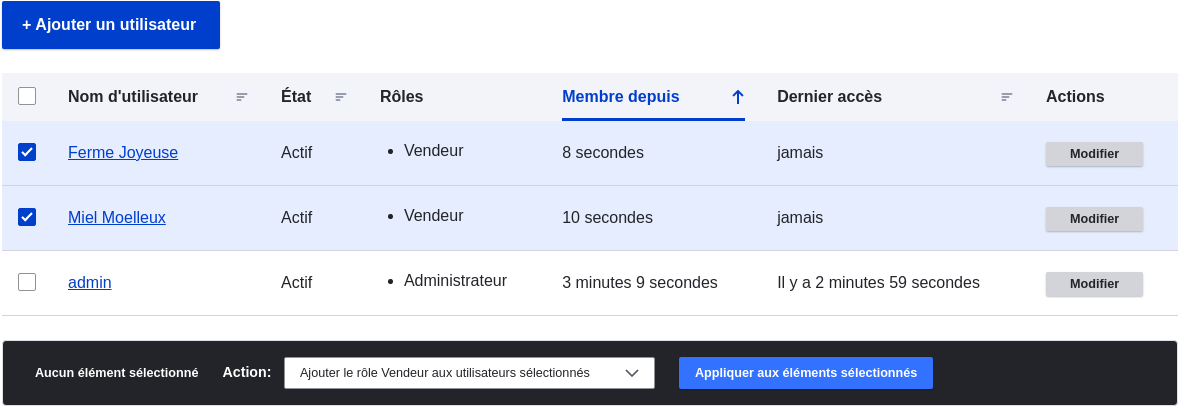 + Ajouter un utilisateur
Nom d'utilisateur État Rôles Membre depuis Dernier accès Actions
Ferme Joyeuse Actif • Vendeur 8 secondes jamais Modifier
Miel Moelleux Actif • Vendeur 10 secondes jamais Modifier
admin Actif • Administrateur 3 minutes 9 secondes Il y a 2 minutes 59 secondes Modifier
Aucun élément sélectionné Action: Ajouter le rôle Vendeur aux utilisateurs sélectionnés Appliquer aux éléments sélectionnés